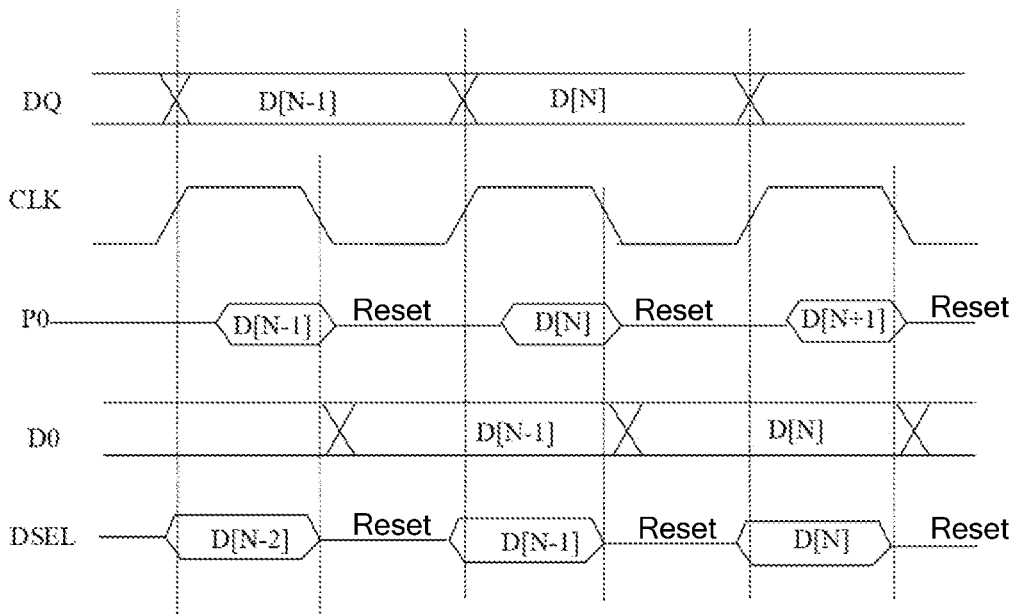 DQ D[N-1] D[N]
CLK
P0 D[N-1] Reset D[N] Reset D[N+1] Reset
D0 D[N-1] D[N]
DSEL D[N-2] Reset D[N-1] Reset D[N] Reset